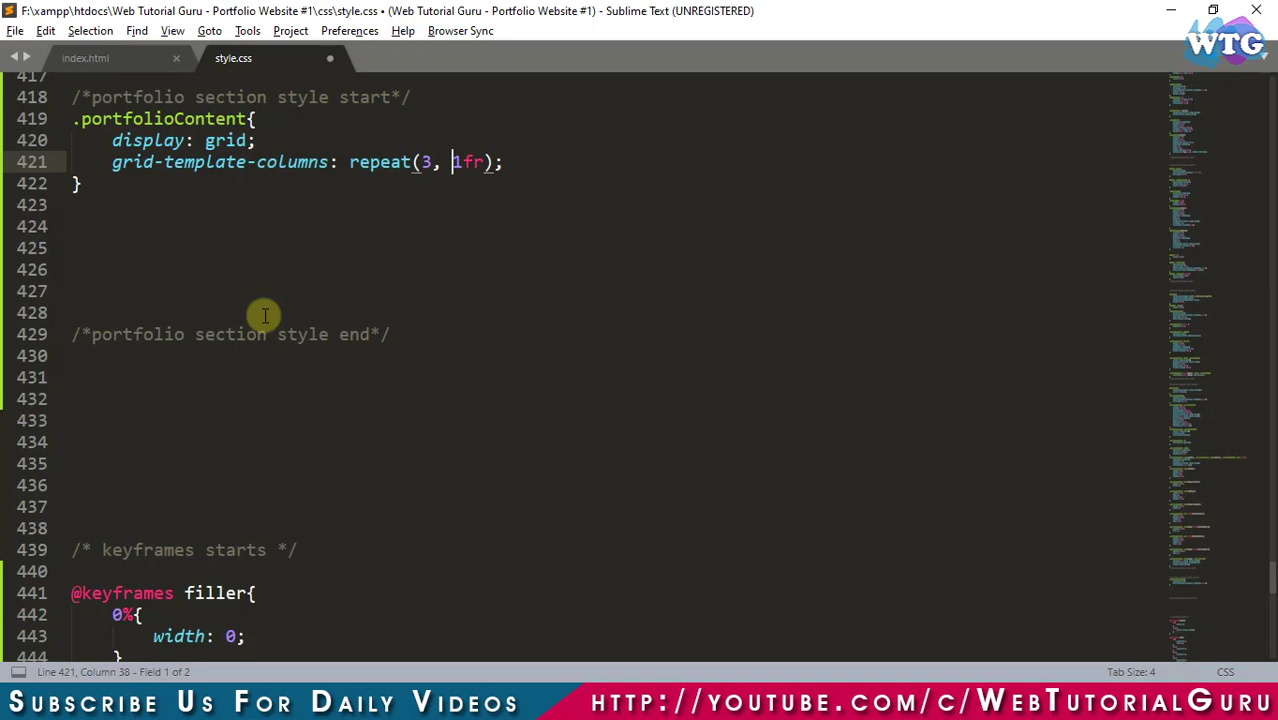 F:\xampp\htdocs\Web Tutorial Guru - Portfolio Website #1\css\style.css • (Web Tutorial Guru - Portfolio Website #1) - Sublime Text (UNREGISTERED)
File Edit Selection Find View Goto Tools Project Preferences Help Browser Sync
WTG
index.html × style.css
417
418 /*portfolio section style start*/
419 .portfolioContent{
420 display: grid;
421 grid-template-columns: repeat(3, 1fr);
422 }
423
424
425
426
427
428
429 /*portfolio section style end*/
430
431
432
433
434
435
436
437
438
439 /* keyframes starts */
440
441 @keyframes filler{
442 0%{
443 width: 0;
444 }
Line 421, Column 38 - Field 1 of 2 Tab Size: 4 CSS
Subscribe Us For Daily Videos http://youtube.com/c/WebTutorialGuru